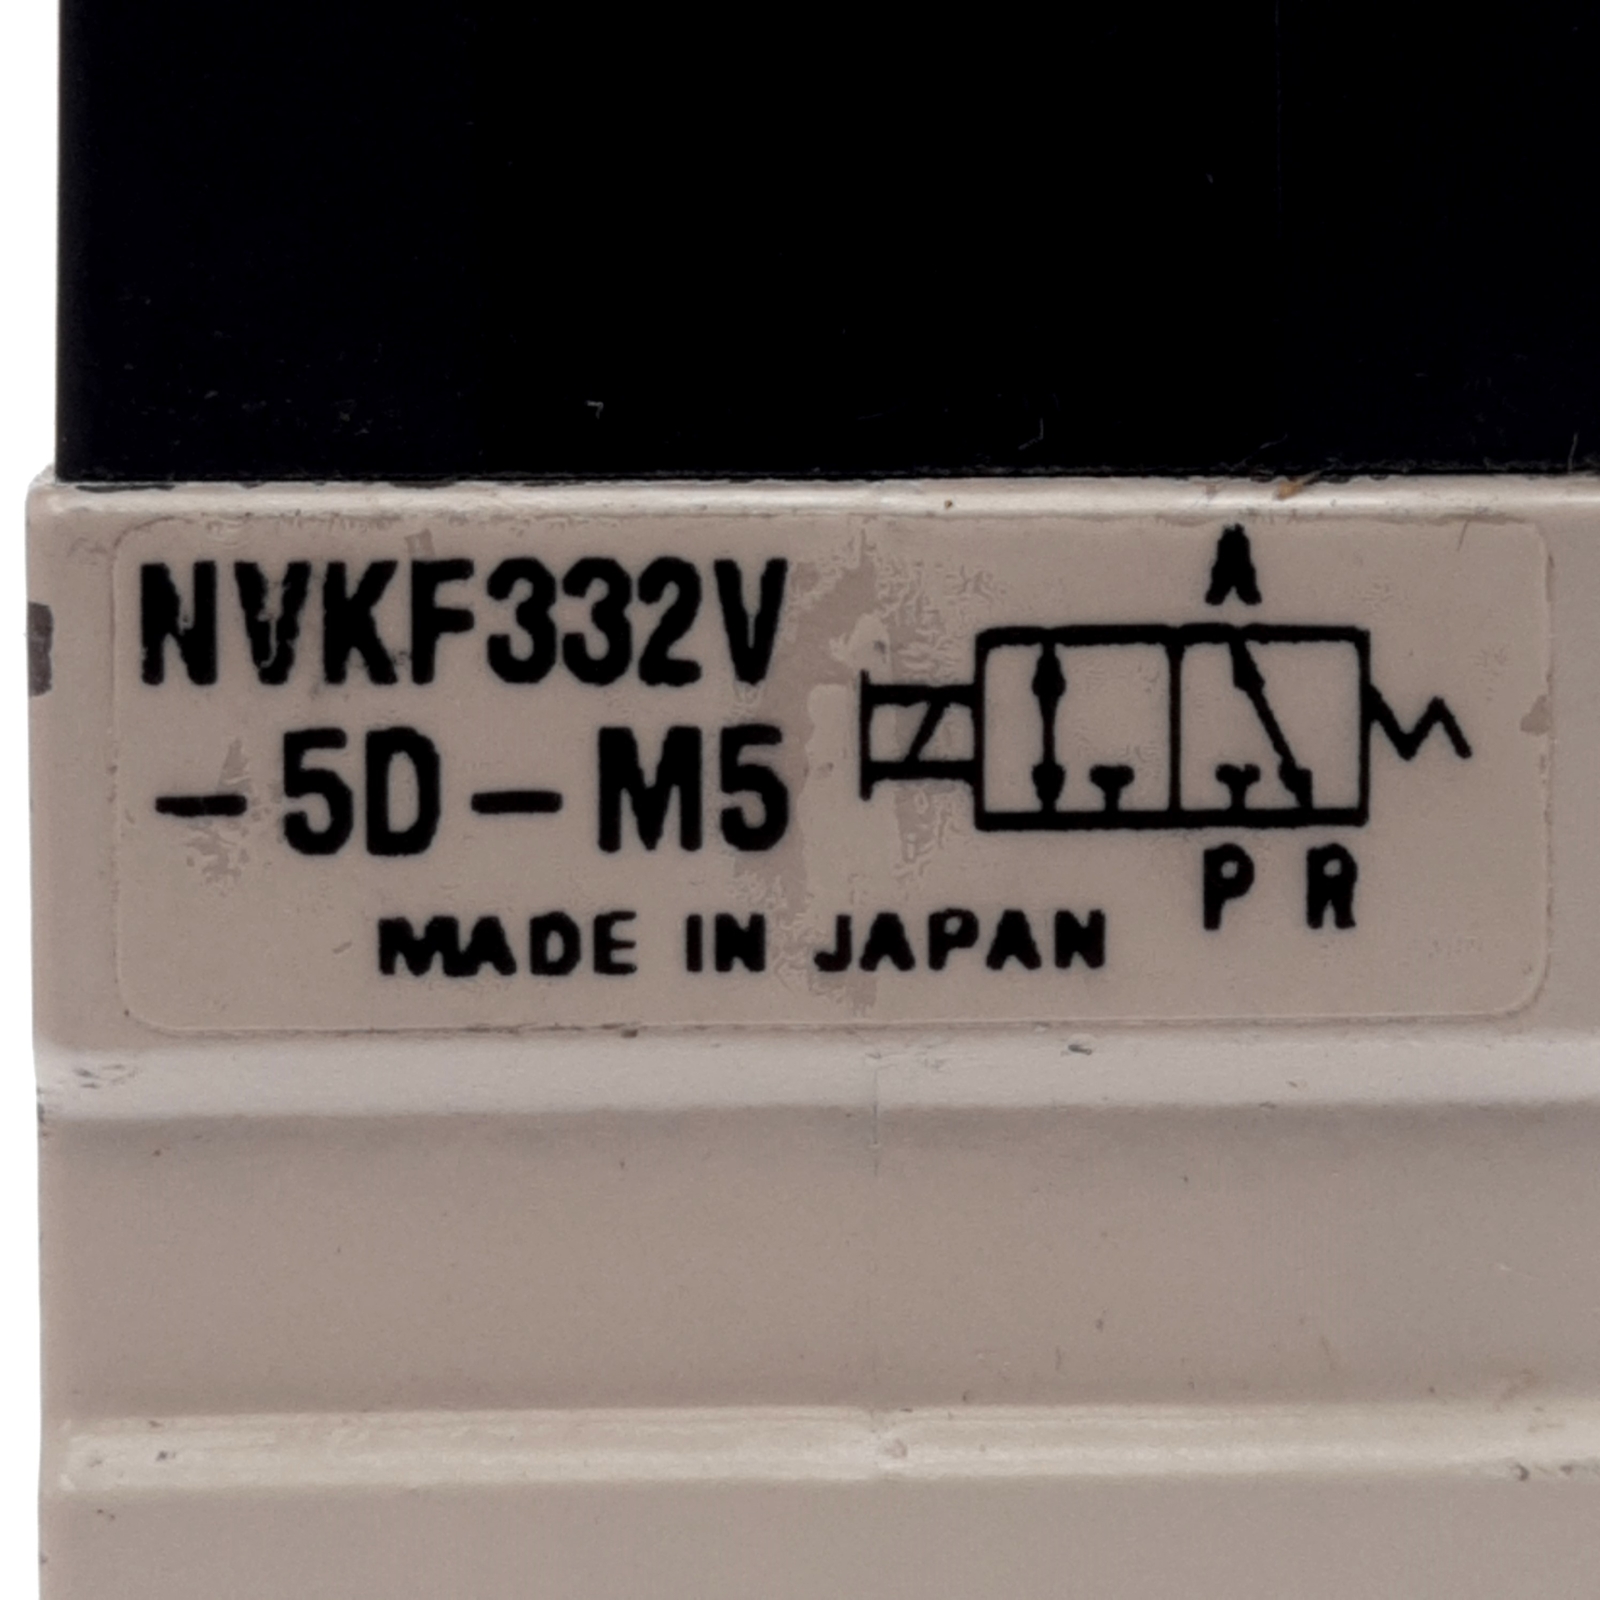 NVKF332V
-5D-M5
A
P R
MADE IN JAPAN